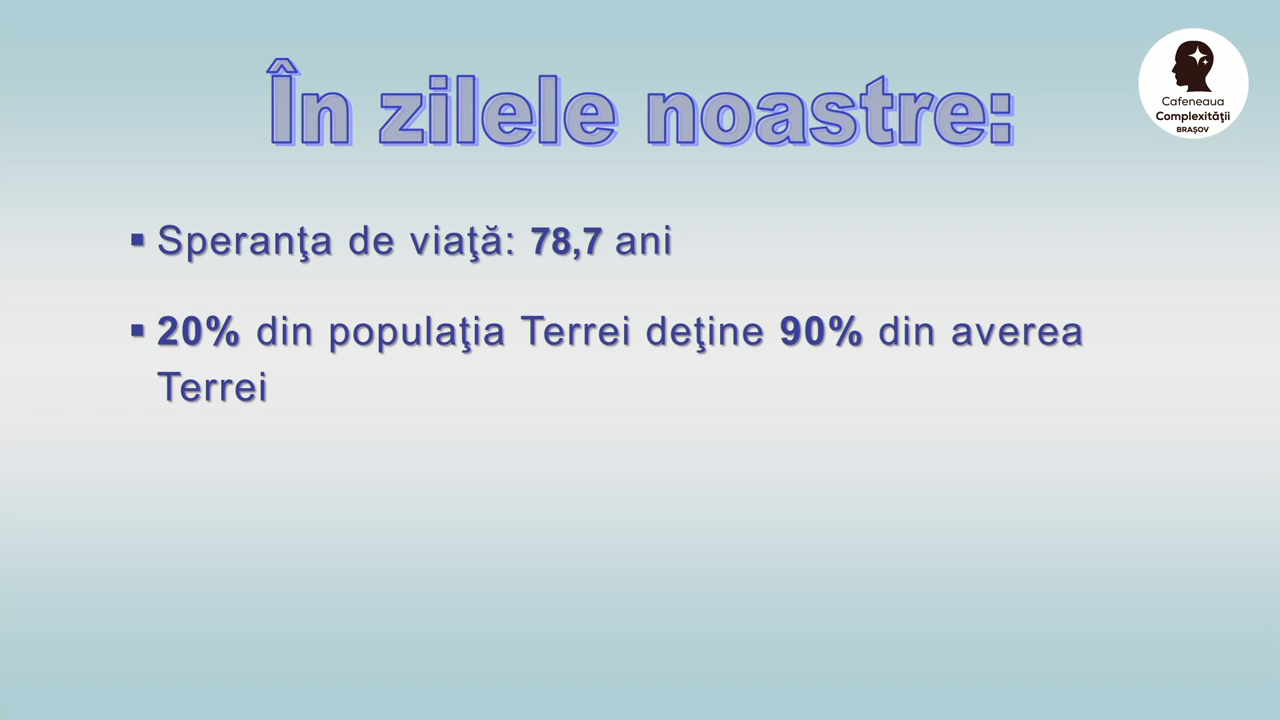 În zilele noastre:
Cafeneaua
Complexităţii
BRAŞOV
▪ Speranţa de viaţă: 78,7 ani
▪ 20% din populaţia Terrei deţine 90% din averea
Terrei